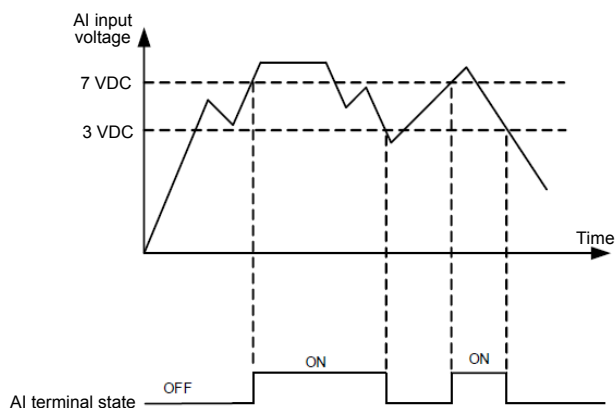 AI input
voltage
7 VDC
3 VDC
Time
ON
ON
OFF
AI terminal state